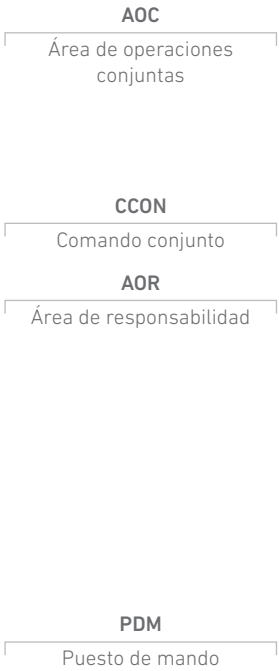 AOC
Área de operaciones
conjuntas
CCON
Comando conjunto
AOR
Área de responsabilidad
PDM
Puesto de mando